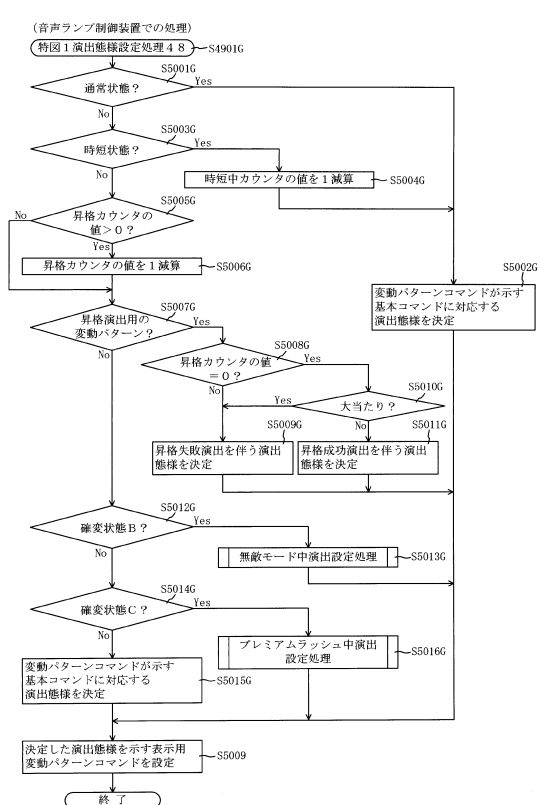 (音声ランプ制御装置での処理)
特図1演出態様設定処理48
S4901G
S5001G
通常状態?
Yes
No
S5003G
時短状態?
Yes
No
時短中カウンタの値を1減算
S5004G
S5005G
昇格カウンタの
値>0?
No
Yes
昇格カウンタの値を1減算
S5006G
S5002G
変動パターンコマンドが示す
基本コマンドに対応する
演出態様を決定
S5007G
昇格演出用の
変動パターン?
Yes
No
S5008G
昇格カウンタの値
=0?
Yes
No
S5010G
大当たり?
Yes
No
S5009G
昇格失敗演出を伴う演出
態様を決定
S5011G
昇格成功演出を伴う演出
態様を決定
S5012G
確変状態B?
Yes
No
無敵モード中演出設定処理
S5013G
S5014G
確変状態C?
Yes
No
プレミアムラッシュ中演出
設定処理
S5016G
変動パターンコマンドが示す
基本コマンドに対応する
演出態様を決定
S5015G
決定した演出態様を示す表示用
変動パターンコマンドを設定
S5009
終了